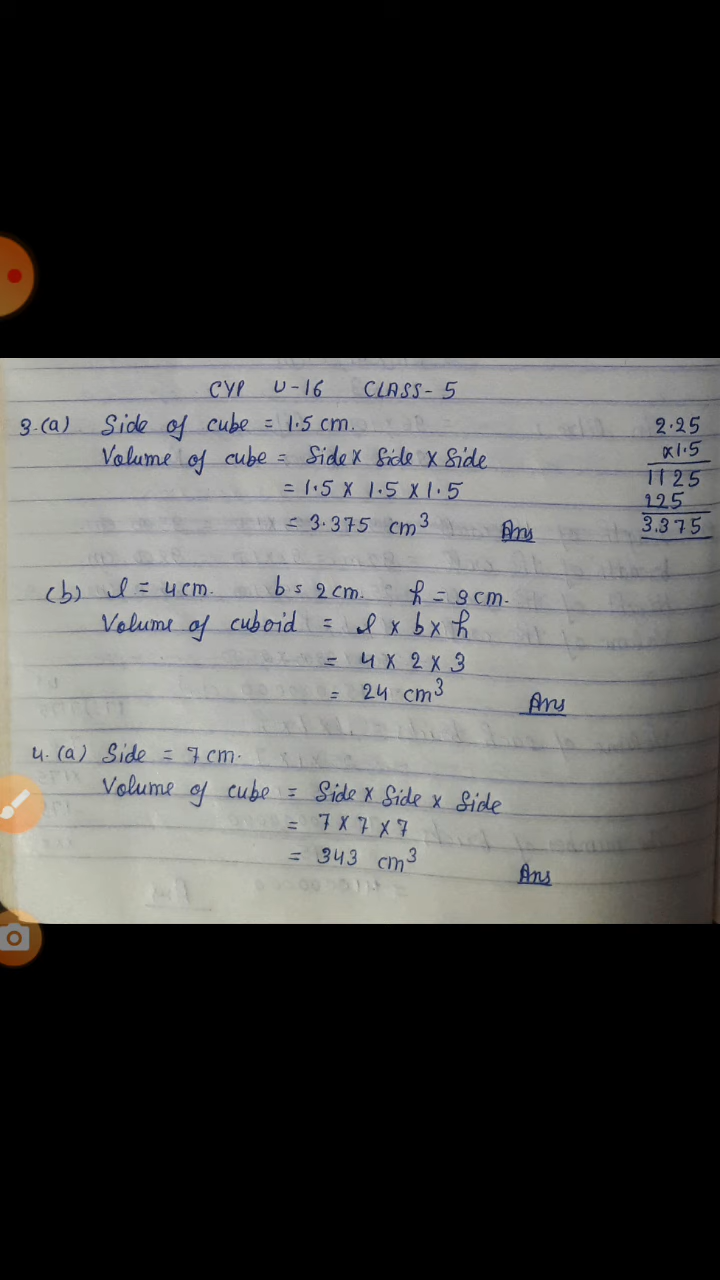 CYP U-16 CLASS-5
3.(a) Side of cube = 1.5 cm.
Volume of cube = Side x Side x Side
= 1.5 x 1.5 x 1.5
= 3.375 cm³ Ans
2.25
x1.5
1125
225
3.375
(b) l = 4cm. b = 2cm. h = 3cm.
Volume of cuboid = l x b x h
= 4 x 2 x 3
= 24 cm³ Ans
4.(a) Side = 7cm.
Volume of cube = Side x Side x Side
= 7 x 7 x 7
= 343 cm³ Ans